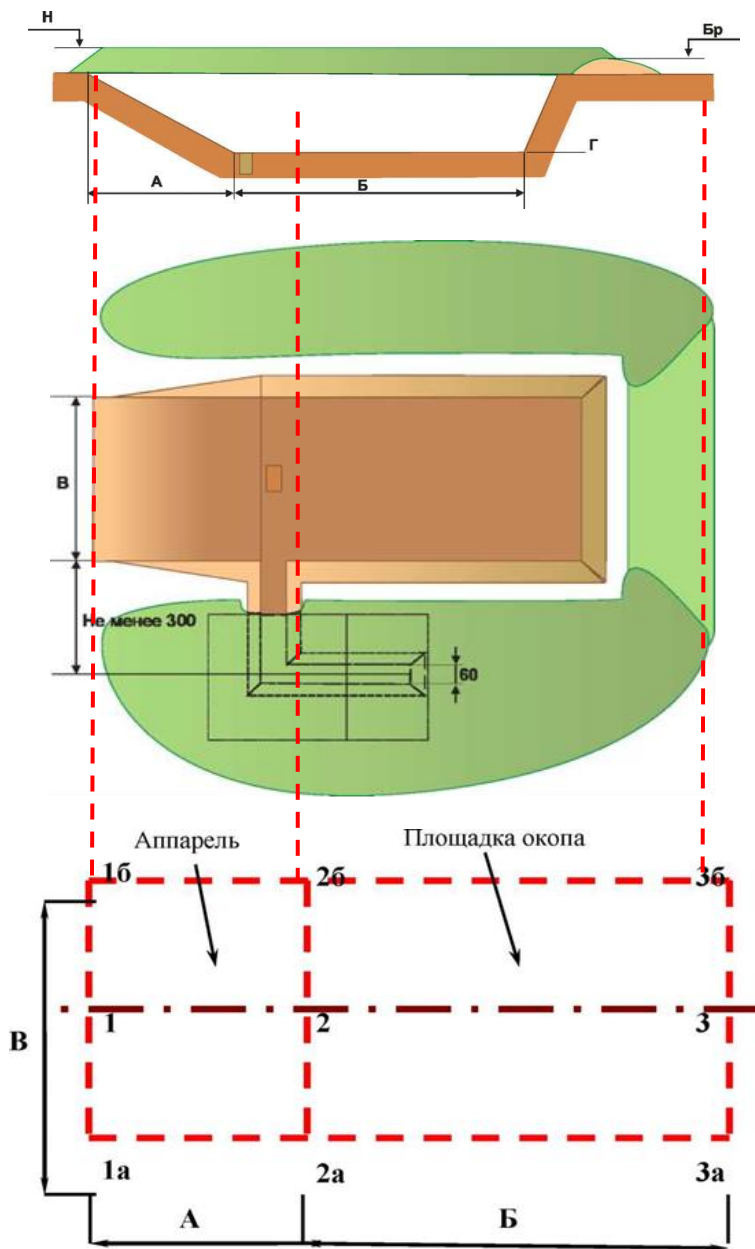 Н
Бр
Г
А
Б
В
Не менее 300
60
Аппарель
Площадка окопа
1б
2б
3б
1
2
3
В
1а
2а
3а
А
Б